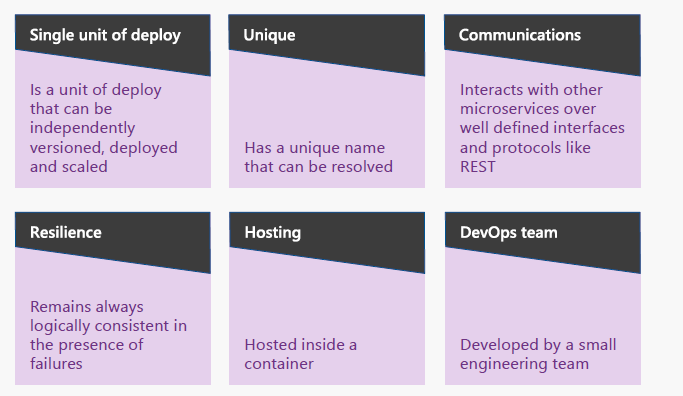 Single unit of deploy
Is a unit of deploy
that can be
independently
versioned, deployed
and scaled
Unique
Has a unique name
that can be resolved
Communications
Interacts with other
microservices over
well defined interfaces
and protocols like
REST
Resilience
Remains always
logically consistent in
the presence of
failures
Hosting
Hosted inside a
container
DevOps team
Developed by a small
engineering team